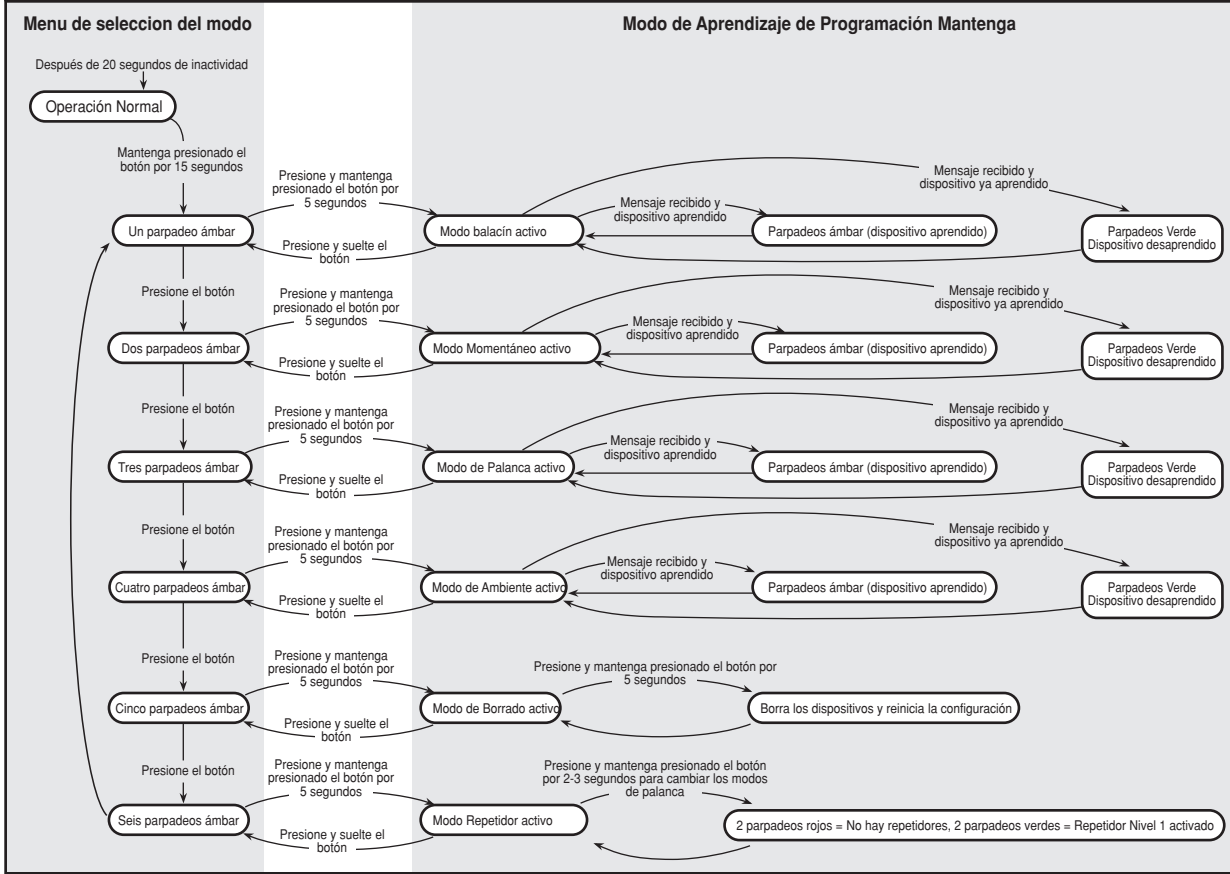 Menu de seleccion del modo
Modo de Aprendizaje de Programación Mantenga
Después de 20 segundos de inactividad
Operación Normal
Mantenga presionado el
botón por 15 segundos
Presione y mantenga
presionado el botón por
5 segundos
Mensaje recibido y
dispositivo ya aprendido
Mensaje recibido y
dispositivo aprendido
Un parpadeo ámbar
Modo balacín activo
Parpadeos ámbar (dispositivo aprendido)
Parpadeos Verde
Dispositivo desaprendido
Presione y suelte el
botón
Presione el botón
Presione y mantenga
presionado el botón por
5 segundos
Mensaje recibido y
dispositivo ya aprendido
Mensaje recibido y
dispositivo aprendido
Dos parpadeos ámbar
Modo Momentáneo activo
Parpadeos ámbar (dispositivo aprendido)
Parpadeos Verde
Dispositivo desaprendido
Presione y suelte el
botón
Presione el botón
Presione y mantenga
presionado el botón por
5 segundos
Mensaje recibido y
dispositivo ya aprendido
Mensaje recibido y
dispositivo aprendido
Tres parpadeos ámbar
Modo de Palanca activo
Parpadeos ámbar (dispositivo aprendido)
Parpadeos Verde
Dispositivo desaprendido
Presione y suelte el
botón
Presione el botón
Presione y mantenga
presionado el botón por
5 segundos
Mensaje recibido y
dispositivo ya aprendido
Mensaje recibido y
dispositivo aprendido
Cuatro parpadeos ámbar
Modo de Ambiente activo
Parpadeos ámbar (dispositivo aprendido)
Parpadeos Verde
Dispositivo desaprendido
Presione y suelte el
botón
Presione el botón
Presione y mantenga
presionado el botón por
5 segundos
Presione y mantenga presionado el botón por
5 segundos
Cinco parpadeos ámbar
Modo de Borrado activo
Borra los dispositivos y reinicia la configuración
Presione y suelte el
botón
Presione el botón
Presione y mantenga
presionado el botón por
5 segundos
Presione y mantenga presionado el botón
por 2-3 segundos para cambiar los modos
de palanca
Seis parpadeos ámbar
Modo Repetidor activo
2 parpadeos rojos = No hay repetidores, 2 parpadeos verdes = Repetidor Nivel 1 activado
Presione y suelte el
botón